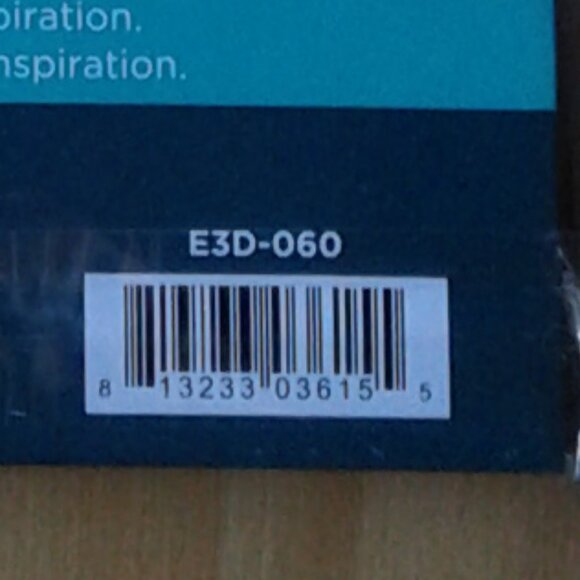 piration.
nspiration.
E3D-060
8 13233 03615 5